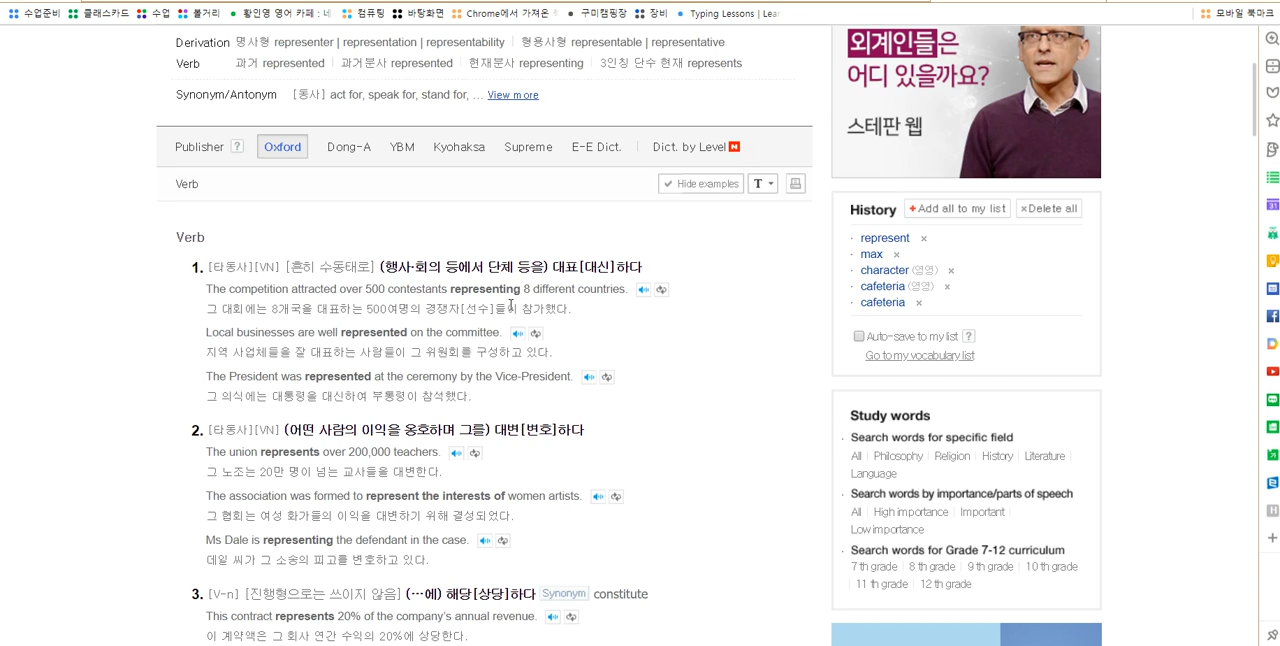 수업준비 클래스카드 수업 볼거리 황인영 영어 카페 : 네 컴퓨팅 바탕화면 Chrome에서 가져온 구미캠핑장 장비 Typing Lessons | Lear 모바일 북마크
Derivation 명사형 representer | representation | representability 형용사형 representable | representative
Verb 과거 represented 과거분사 represented 현재분사 representing 3인칭 단수 현재 represents
Synonym/Antonym [동사] act for, speak for, stand for, ... View more
Publisher ? Oxford Dong-A YBM Kyohaksa Supreme E-E Dict. Dict. by Level N
Verb Hide examples T
Verb
1. [타동사][VN] [흔히 수동태로] (행사·회의 등에서 단체 등을) 대표[대신]하다
The competition attracted over 500 contestants representing 8 different countries.
그 대회에는 8개국을 대표하는 500여명의 경쟁자[선수]들이 참가했다.
Local businesses are well represented on the committee.
지역 사업체들을 잘 대표하는 사람들이 그 위원회를 구성하고 있다.
The President was represented at the ceremony by the Vice-President.
그 의식에는 대통령을 대신하여 부통령이 참석했다.
2. [타동사][VN] (어떤 사람의 이익을 옹호하며 그를) 대변[변호]하다
The union represents over 200,000 teachers.
그 노조는 20만 명이 넘는 교사들을 대변한다.
The association was formed to represent the interests of women artists.
그 협회는 여성 화가들의 이익을 대변하기 위해 결성되었다.
Ms Dale is representing the defendant in the case.
데일 씨가 그 소송의 피고를 변호하고 있다.
3. [V-n] [진행형으로는 쓰이지 않음] (…에) 해당[상당]하다 Synonym constitute
This contract represents 20% of the company's annual revenue.
이 계약액은 그 회사 연간 수익의 20%에 상당한다.
외계인들은
어디 있을까요?
스테판 웹
History +Add all to my list ×Delete all
· represent ×
· max ×
· character (영영) ×
· cafeteria (영영) ×
· cafeteria ×
Auto-save to my list ?
Go to my vocabulary list
Study words
· Search words for specific field
All Philosophy Religion History Literature
Language
· Search words by importance/parts of speech
All High importance Important
Low importance
· Search words for Grade 7-12 curriculum
7 th grade 8 th grade 9 th grade 10 th grade
11 th grade 12 th grade
31